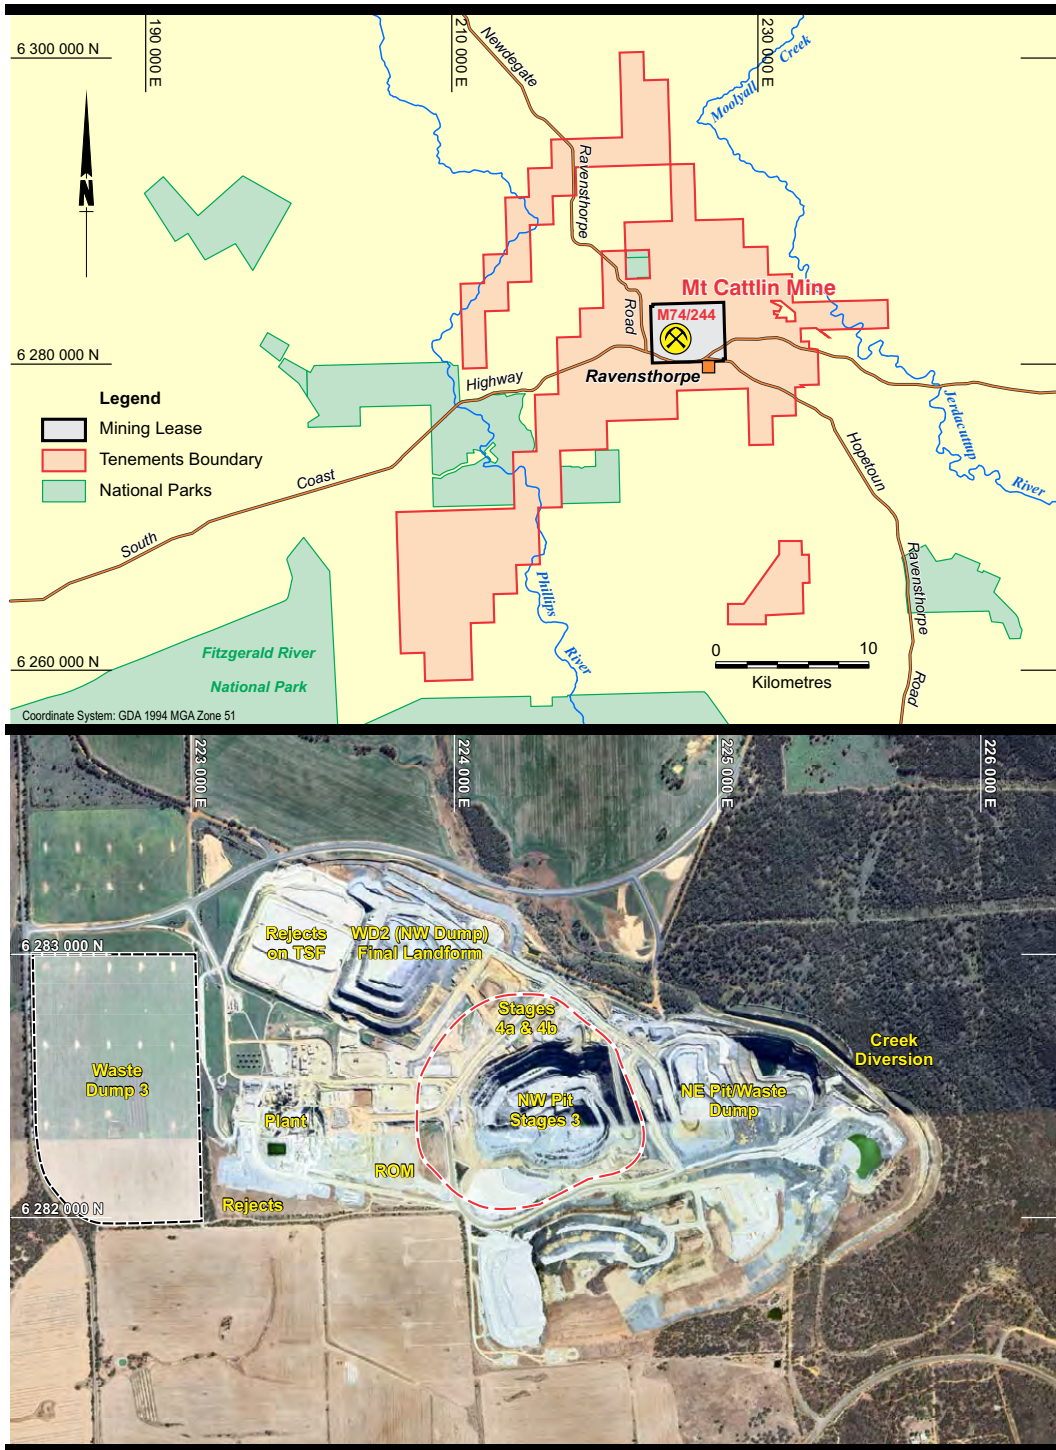 190 000 E
210 000 E
230 000 E
6 300 000 N
Newdegate
Ravensthorpe
Road
Moolyall
Creek
N
Mt Cattlin Mine
M74/244
6 280 000 N
Ravensthorpe
Highway
Coast
South
Legend
Mining Lease
Tenements Boundary
National Parks
Jerdacuttup
River
Hopetoun
Ravensthorpe
Road
Phillips
River
Fitzgerald River
National Park
6 260 000 N
0
10
Kilometres
Coordinate System: GDA 1994 MGA Zone 51
223 000 E
224 000 E
225 000 E
226 000 E
6 283 000 N
Rejects
on TSF
WD2 (NW Dump)
Final Landform
Stages
4a & 4b
Creek
Diversion
Waste
Dump 3
NW Pit
Stages 3
NE Pit/Waste
Dump
Plant
ROM
Rejects
6 282 000 N